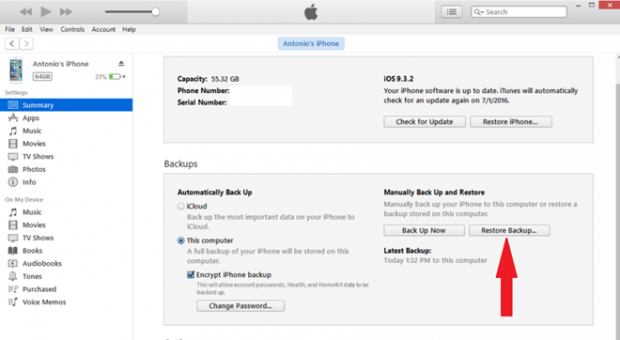 Search
File Edit View Controls Account Help
Antonio's iPhone
Antonio's iPhone
64GB 31%
Settings
Summary
Apps
Music
Movies
TV Shows
Photos
Info
On My Device
Music
Movies
TV Shows
Books
Audiobooks
Tones
Purchased
Voice Memos
Capacity: 55.32 GB
Phone Number:
Serial Number:
iOS 9.3.2
Your iPhone software is up to date. iTunes will automatically
check for an update again on 7/1/2016.
Check for Update Restore iPhone...
Backups
Automatically Back Up
iCloud
Back up the most important data on your iPhone to
iCloud.
This computer
A full backup of your iPhone will be stored on this
computer.
Encrypt iPhone backup
This will allow account passwords, Health, and HomeKit data to be
backed up.
Change Password...
Manually Back Up and Restore
Manually back up your iPhone to this computer or restore a
backup stored on this computer.
Back Up Now Restore Backup...
Latest Backup:
Today 1:32 PM to this computer